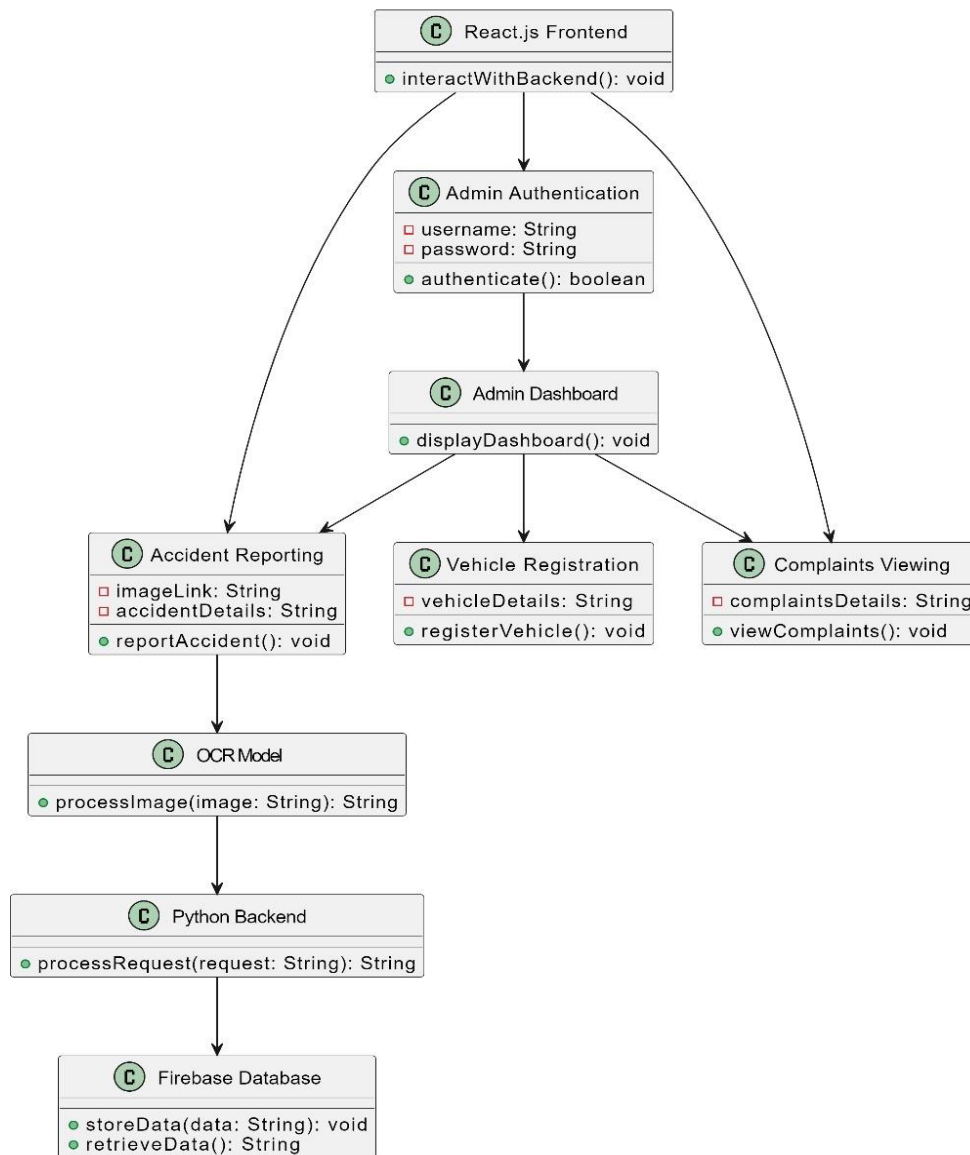 C React.js Frontend
interactWithBackend(): void
C Admin Authentication
username: String
password: String
authenticate(): boolean
C Admin Dashboard
displayDashboard(): void
C Accident Reporting
imageLink: String
accidentDetails: String
reportAccident(): void
C Vehicle Registration
vehicleDetails: String
registerVehicle(): void
C Complaints Viewing
complaintsDetails: String
viewComplaints(): void
C OCR Model
processImage(image: String): String
C Python Backend
processRequest(request: String): String
C Firebase Database
storeData(data: String): void
retrieveData(): String